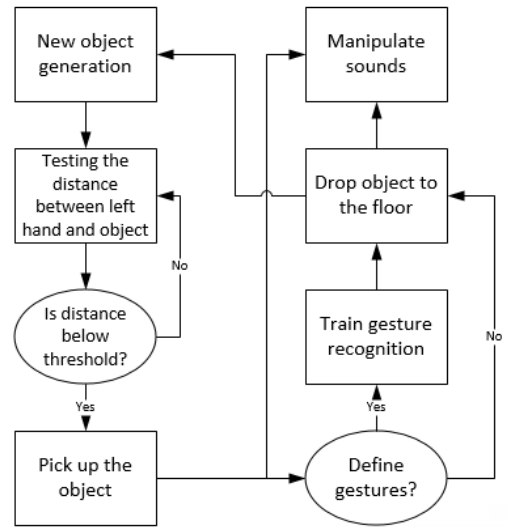 New object
generation
Testing the
distance
between left
hand and object
No
Is distance
below
threshold?
Yes
Pick up the
object
Manipulate
sounds
Drop object to
the floor
Train gesture
recognition
No
Yes
Define
gestures?